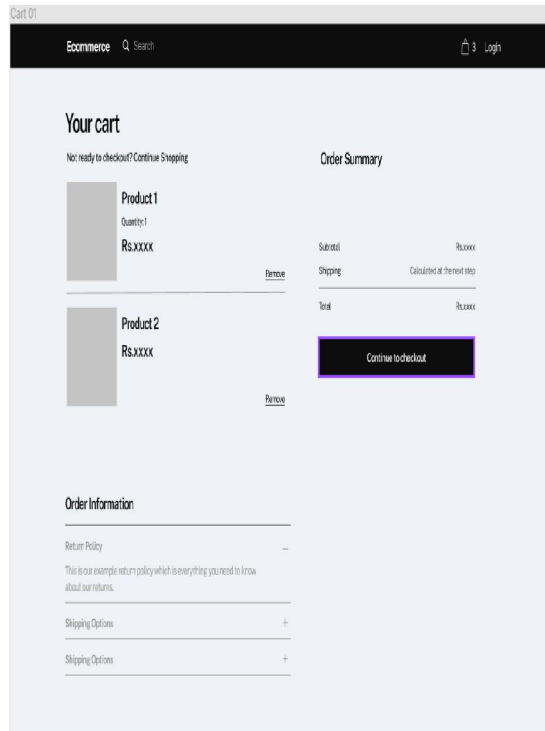 Cart 01
Ecommerce Search 3 Login
Your cart
Not ready to checkout? Continue Shopping
Product 1
Quantity:1
Rs.xxxx
Remove
Product 2
Rs.xxxx
Remove
Order Summary
Subtotal Rs.xxxx
Shipping Calculated at the next step
Total Rs.xxxx
Continue to checkout
Order Information
Return Policy
This is our example return policy which is everything you need to know
about our returns.
Shipping Options
Shipping Options